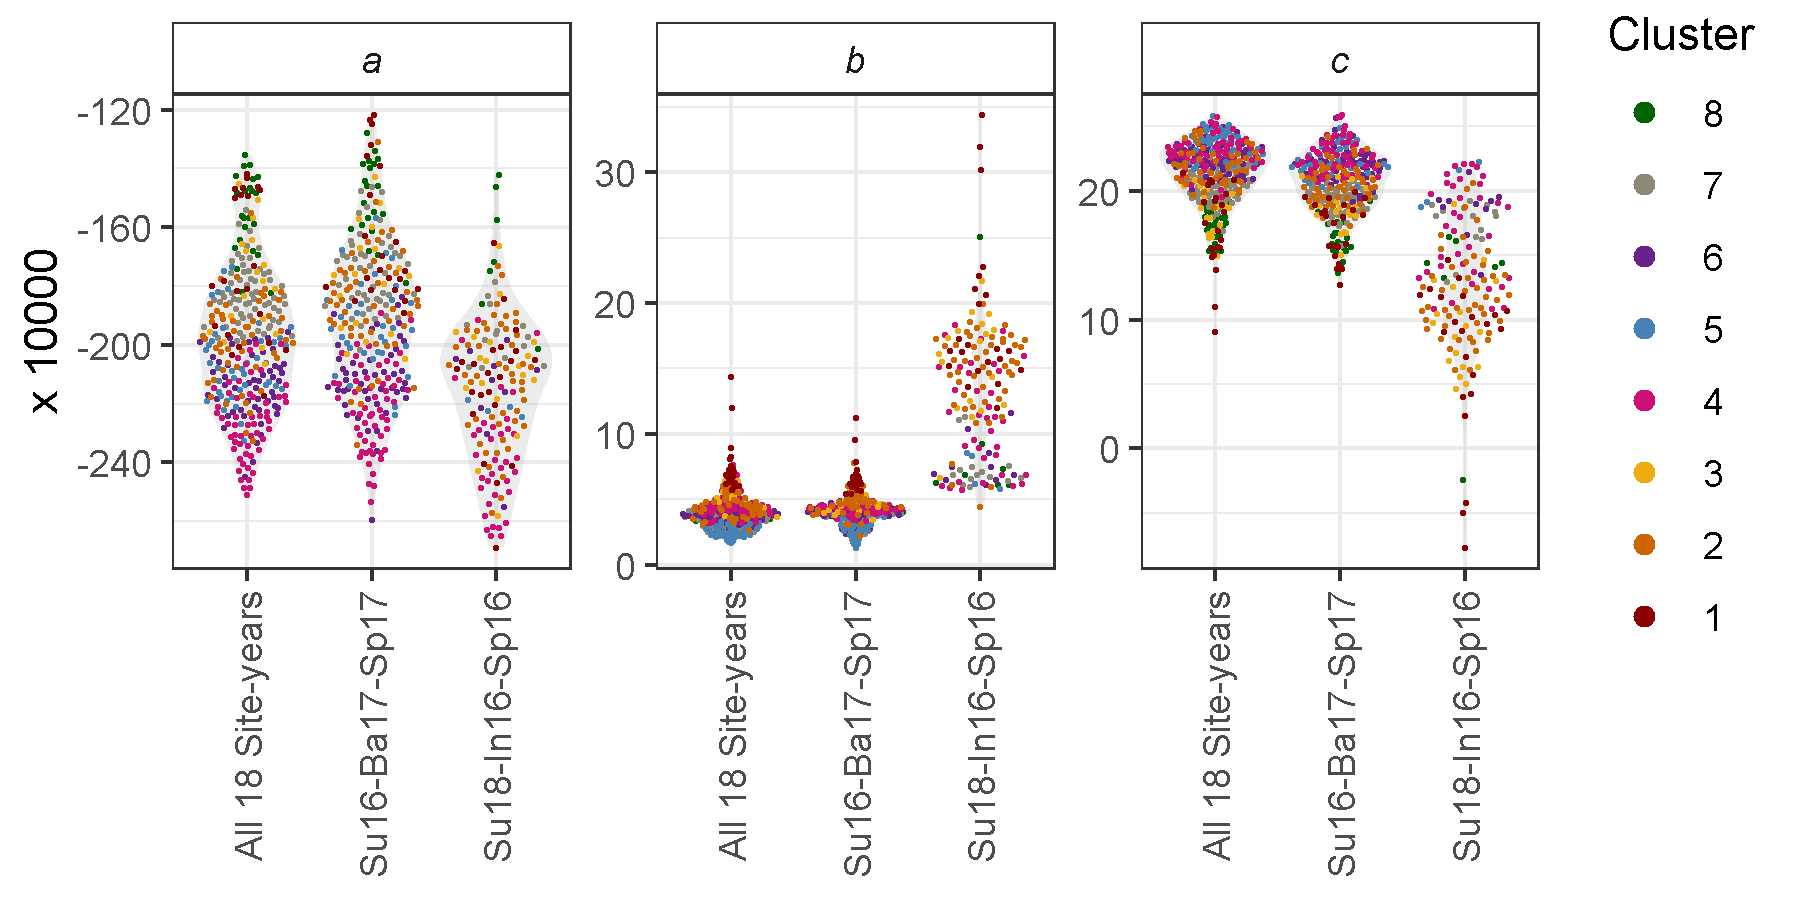 a
b
c
x 10000
-120
-160
-200
-240
0
10
20
30
0
10
20
All 18 Site-years
Su16-Ba17-Sp17
Su18-In16-Sp16
All 18 Site-years
Su16-Ba17-Sp17
Su18-In16-Sp16
All 18 Site-years
Su16-Ba17-Sp17
Su18-In16-Sp16
Cluster
8
7
6
5
4
3
2
1